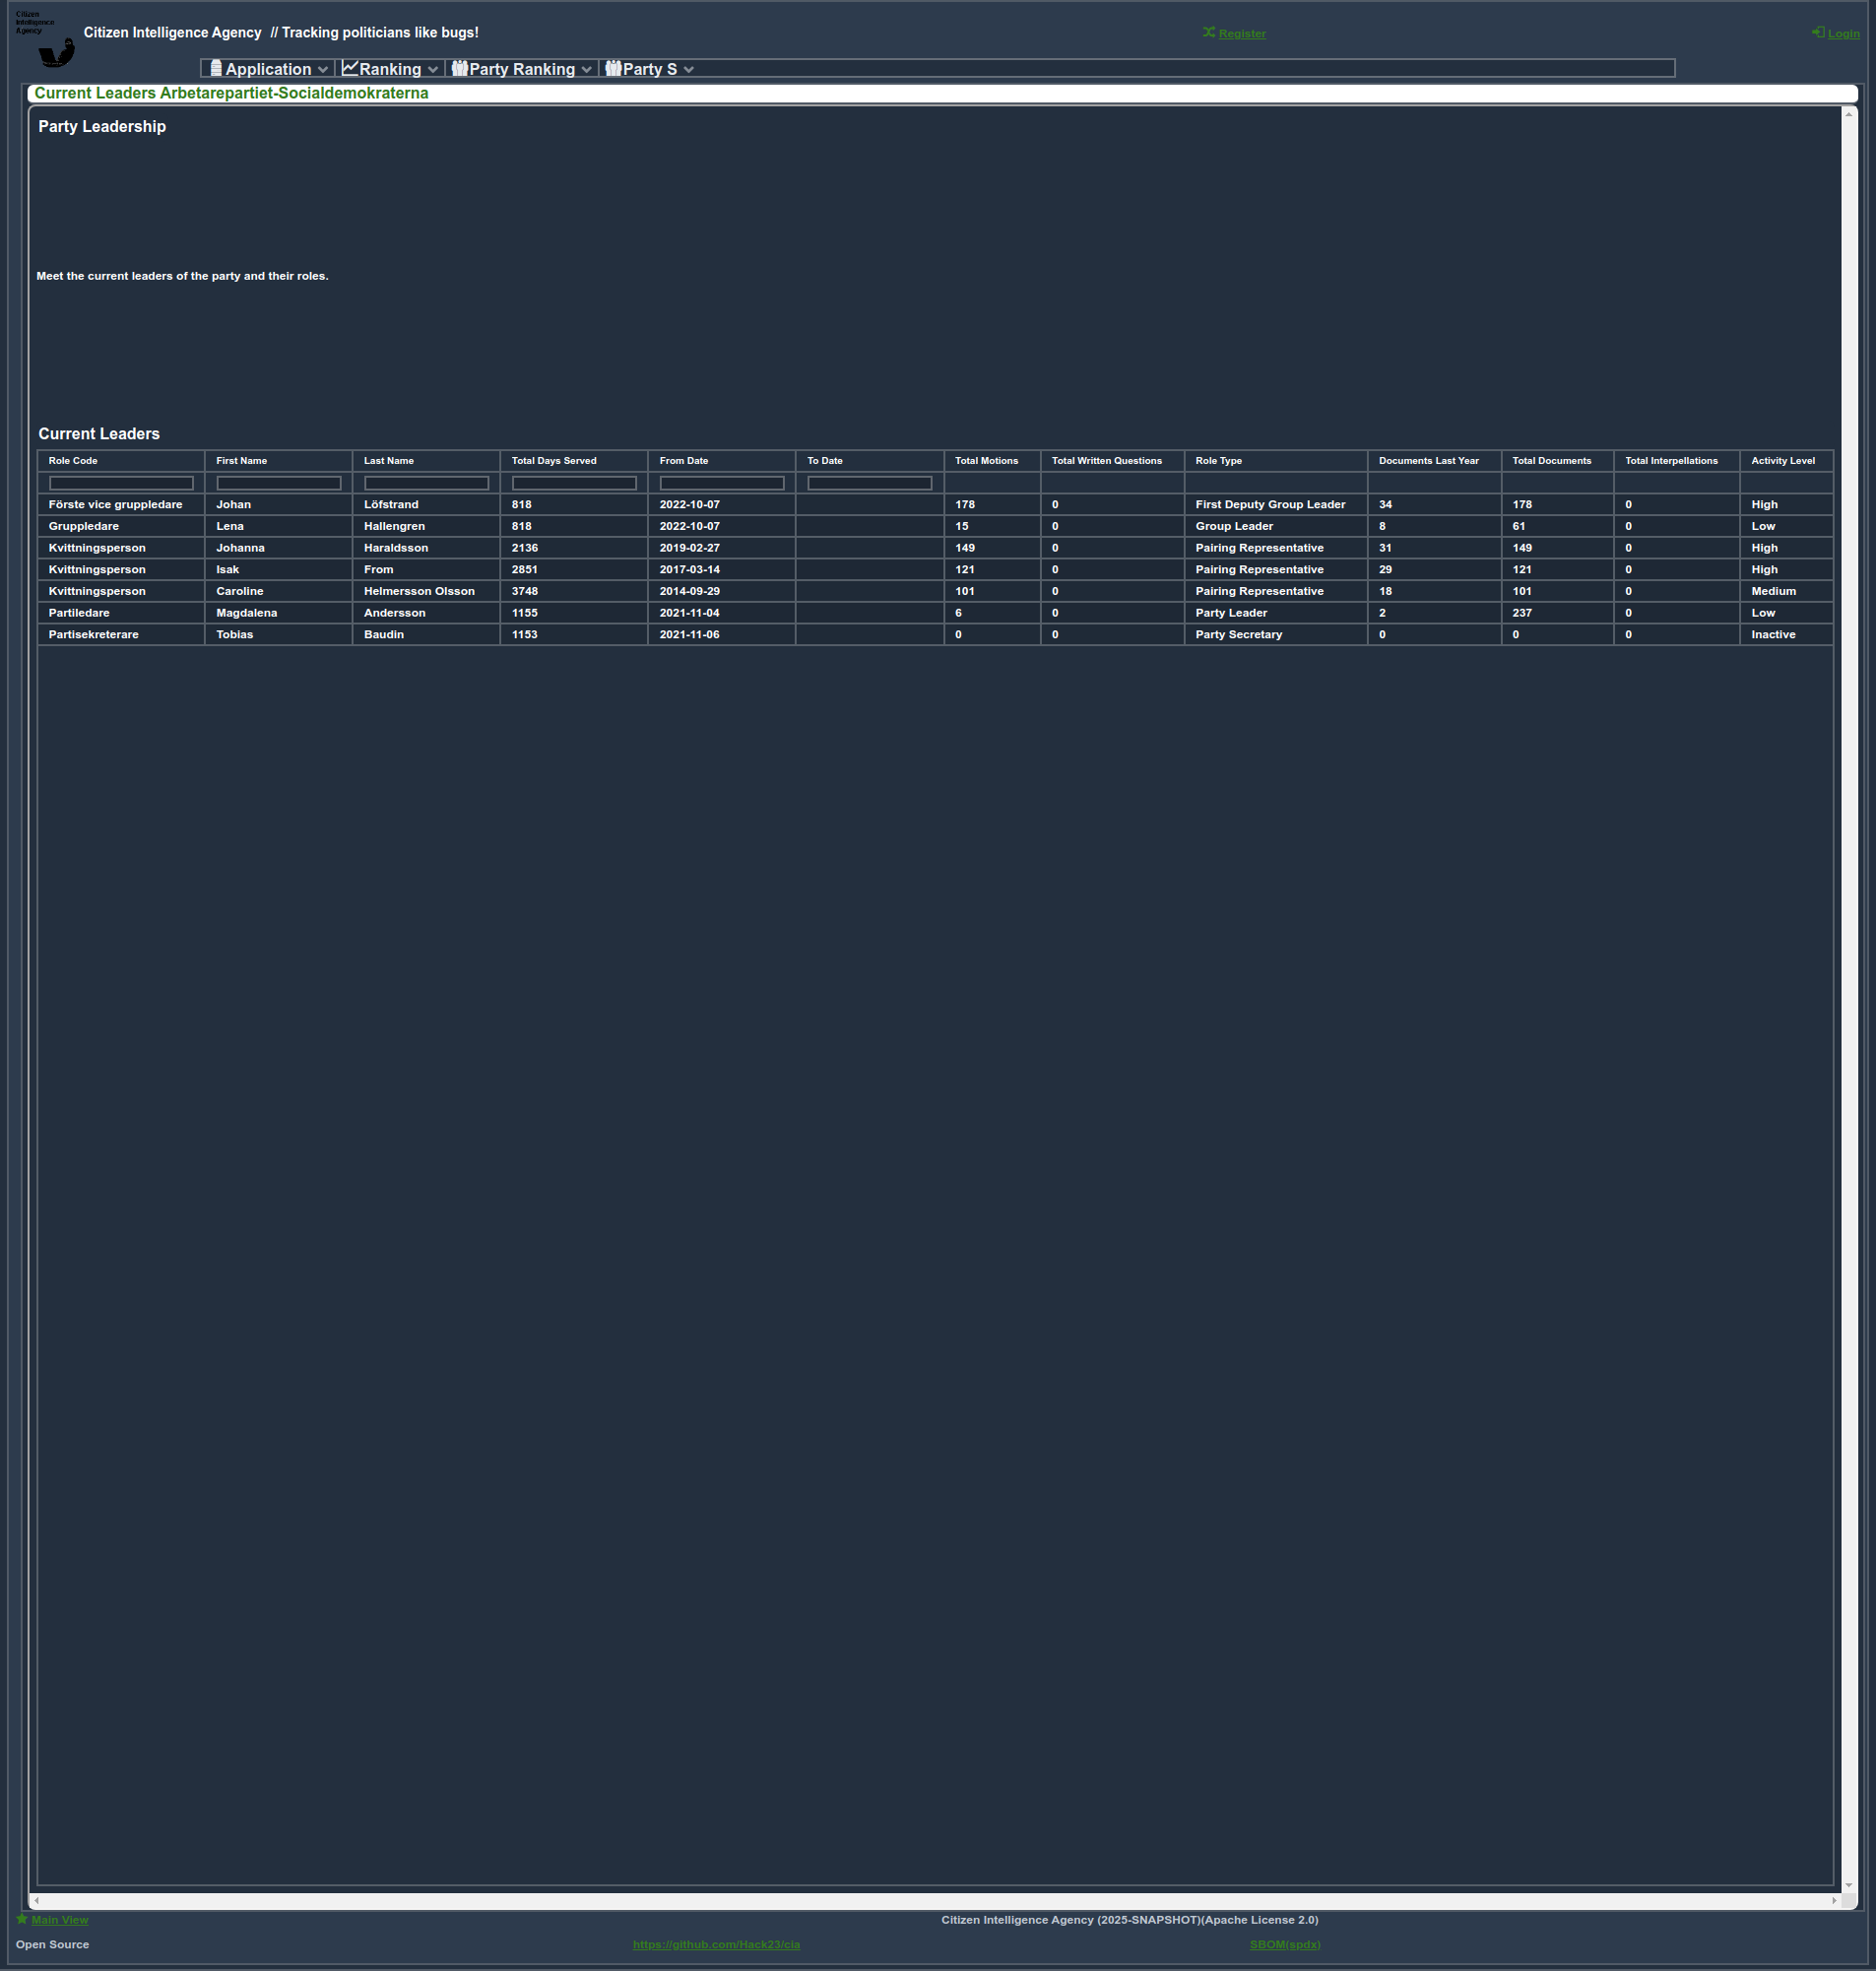 Citizen
Intelligence
Agency
Citizen Intelligence Agency // Tracking politicians like bugs!
Register
Login
Application Ranking Party Ranking Party S
Current Leaders Arbetarepartiet-Socialdemokraterna
Party Leadership
Meet the current leaders of the party and their roles.
Current Leaders
Role Code First Name Last Name Total Days Served From Date To Date Total Motions Total Written Questions Role Type Documents Last Year Total Documents Total Interpellations Activity Level
Förste vice gruppledare Johan Löfstrand 818 2022-10-07 178 0 First Deputy Group Leader 34 178 0 High
Gruppledare Lena Hallengren 818 2022-10-07 15 0 Group Leader 8 61 0 Low
Kvittningsperson Johanna Haraldsson 2136 2019-02-27 149 0 Pairing Representative 31 149 0 High
Kvittningsperson Isak From 2851 2017-03-14 121 0 Pairing Representative 29 121 0 High
Kvittningsperson Caroline Helmersson Olsson 3748 2014-09-29 101 0 Pairing Representative 18 101 0 Medium
Partiledare Magdalena Andersson 1155 2021-11-04 6 0 Party Leader 2 237 0 Low
Partisekreterare Tobias Baudin 1153 2021-11-06 0 0 Party Secretary 0 0 0 Inactive
Main View Citizen Intelligence Agency (2025-SNAPSHOT)(Apache License 2.0)
Open Source https://github.com/Hack23/cia SBOM(spdx)